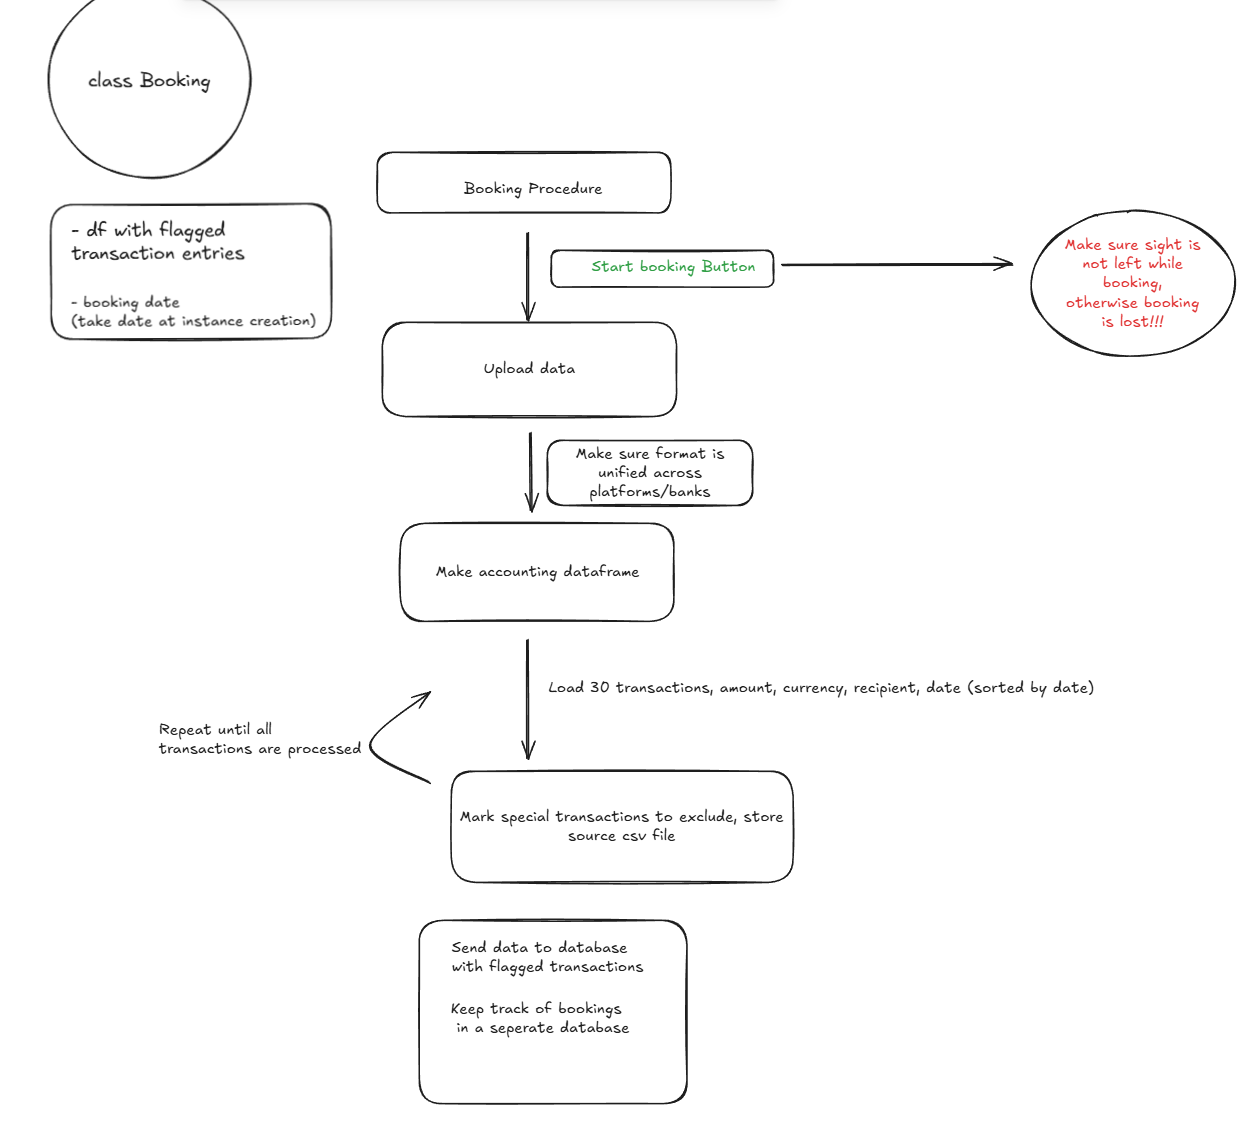 class Booking
- df with flagged
transaction entries
- booking date
(take date at instance creation)
Booking Procedure
Start booking Button
Make sure sight is
not left while
booking,
otherwise booking
is lost!!!
Upload data
Make sure format is
unified across
platforms/banks
Make accounting dataframe
Load 30 transactions, amount, currency, recipient, date (sorted by date)
Repeat until all
transactions are processed
Mark special transactions to exclude, store
source csv file
Send data to database
with flagged transactions
Keep track of bookings
in a seperate database